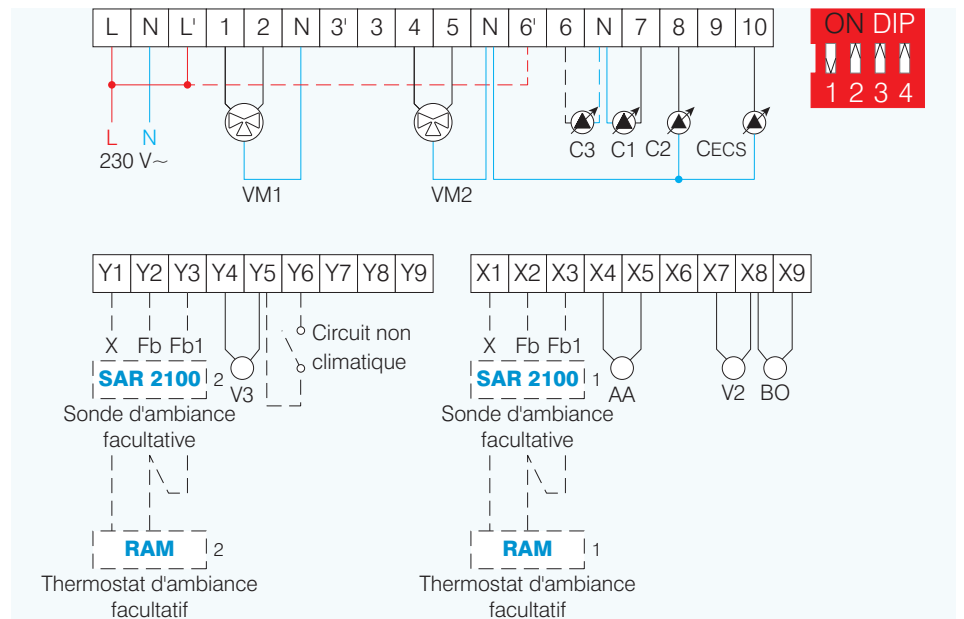 L N L' 1 2 N 3' 3 4 5 N 6' 6 N 7 8 9 10
ON DIP
1 2 3 4
L N
230 V~
VM1
VM2
C3 C1 C2 CECS
Y1 Y2 Y3 Y4 Y5 Y6 Y7 Y8 Y9
X1 X2 X3 X4 X5 X6 X7 X8 X9
X Fb Fb1
Circuit non
climatique
SAR 2100 2
V3
Sonde d'ambiance
facultative
RAM 2
Thermostat d'ambiance
facultatif
X Fb Fb1
SAR 2100 1
AA
V2 BO
Sonde d'ambiance
facultative
RAM 1
Thermostat d'ambiance
facultatif